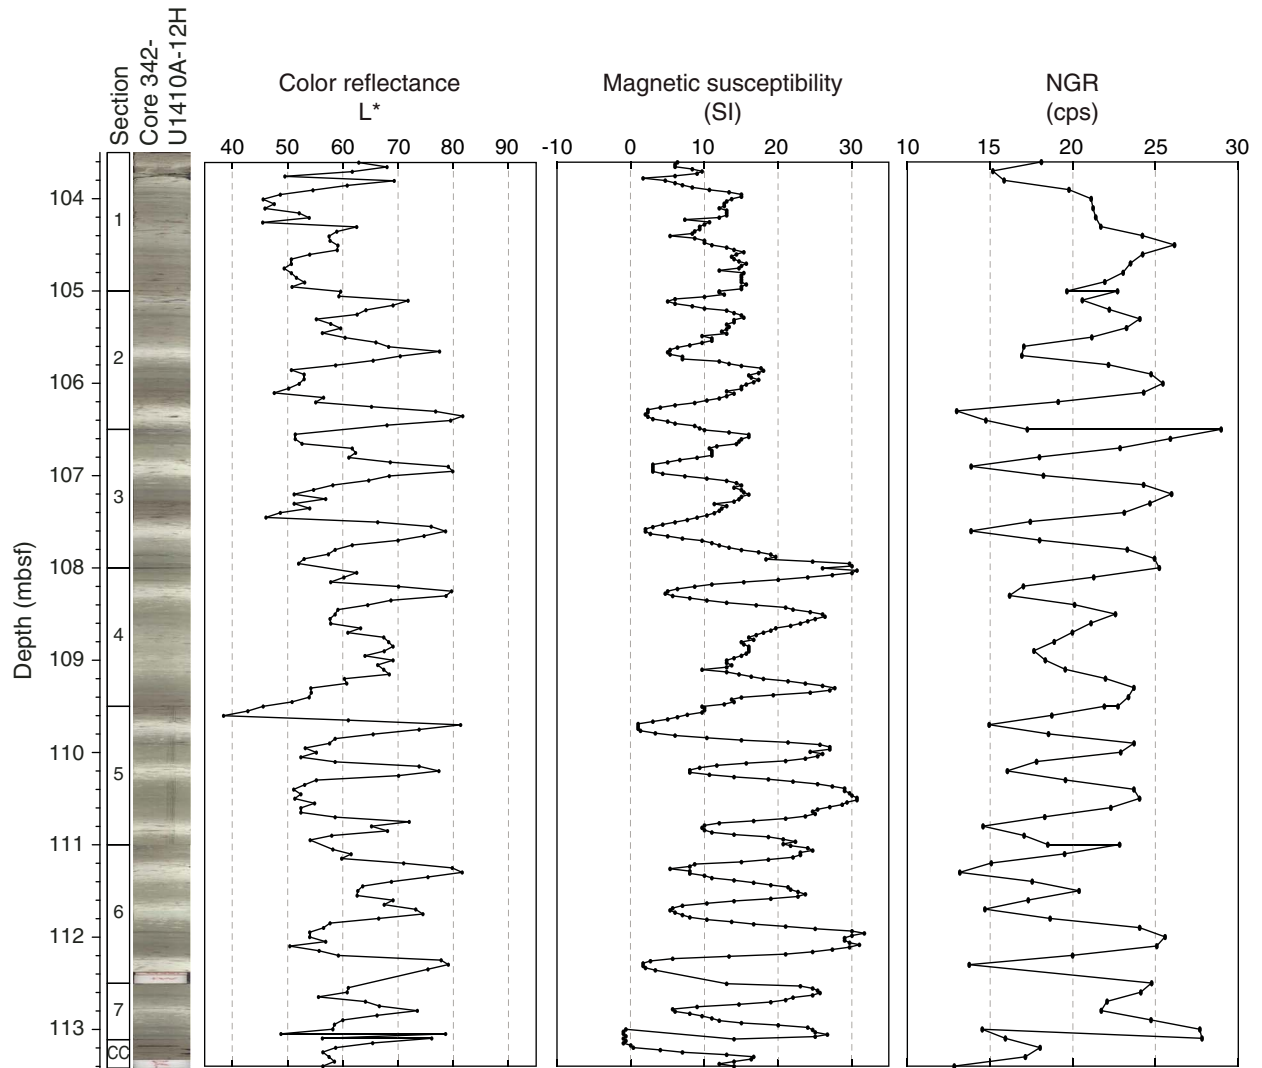 Section
Core 342-
U1410A-12H
Color reflectance
L*
Magnetic susceptibility
(SI)
NGR
(cps)
40 50 60 70 80 90
-10 0 10 20 30
10 15 20 25 30
Depth (mbsf)
104
105
106
107
108
109
110
111
112
113
1
2
3
4
5
6
7
CC